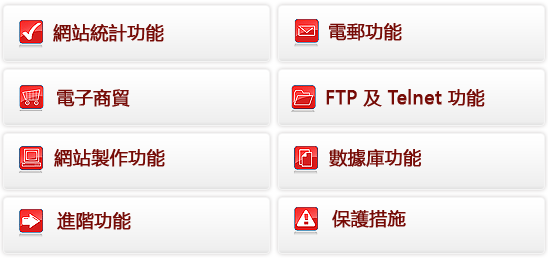 網站統計功能
電郵功能
電子商貿
FTP 及 Telnet 功能
網站製作功能
數據庫功能
進階功能
保護措施